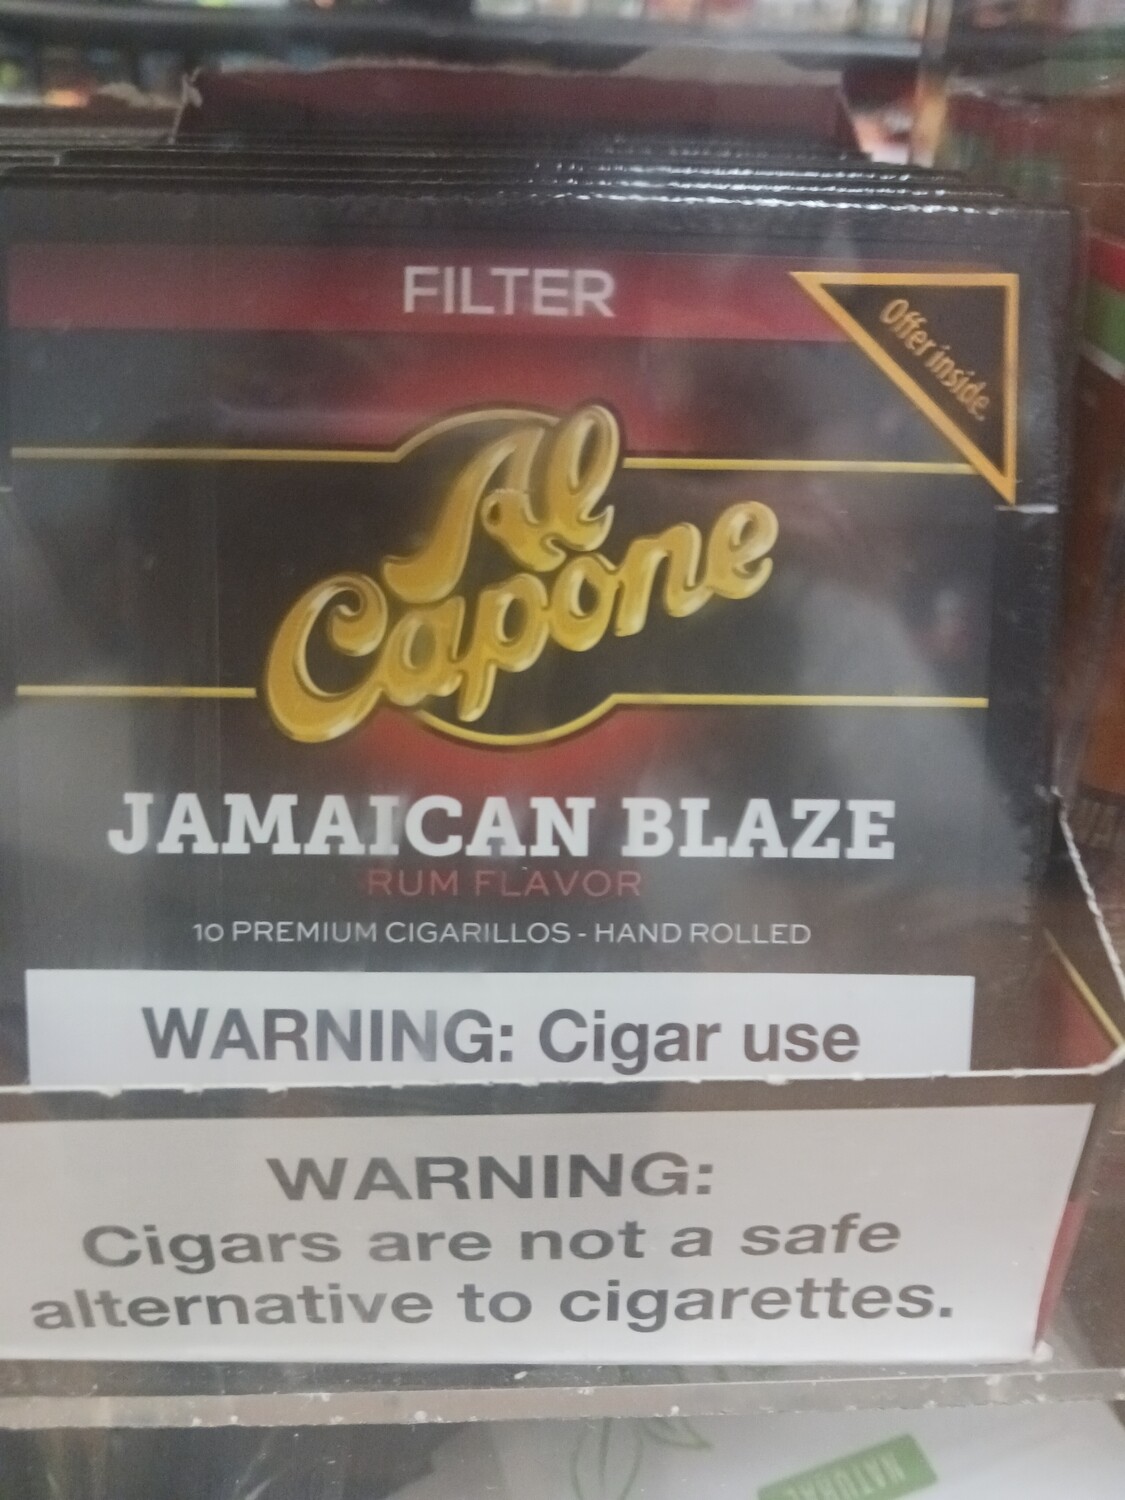 FILTER
Offer inside.
Al
Capone
JAMAICAN BLAZE
RUM FLAVOR
10 PREMIUM CIGARILLOS - HAND ROLLED
WARNING: Cigar use
WARNING:
Cigars are not a safe
alternative to cigarettes.
NATURAL